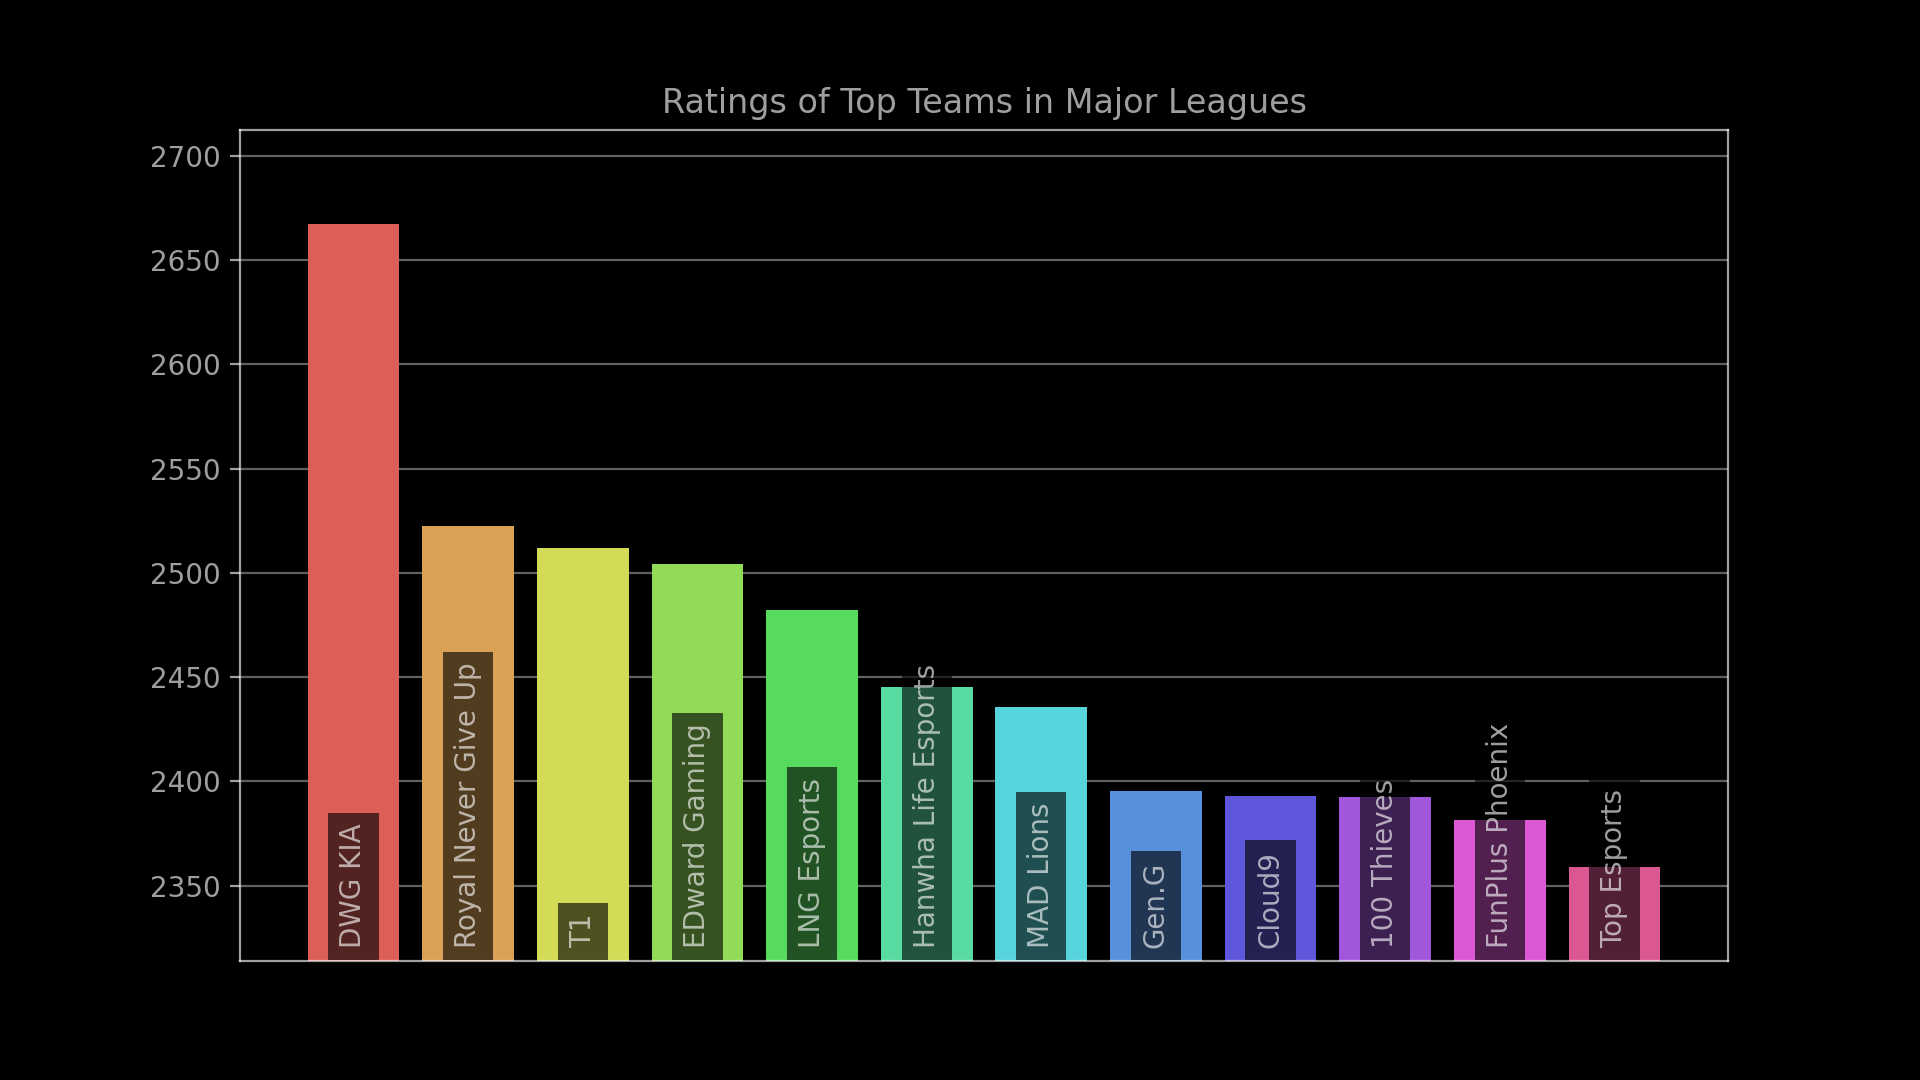 Ratings of Top Teams in Major Leagues
2700
2650
2600
2550
2500
2450
2400
2350
DWG KIA
Royal Never Give Up
T1
EDward Gaming
LNG Esports
Hanwha Life Esports
MAD Lions
Gen.G
Cloud9
100 Thieves
FunPlus Phoenix
Top Esports